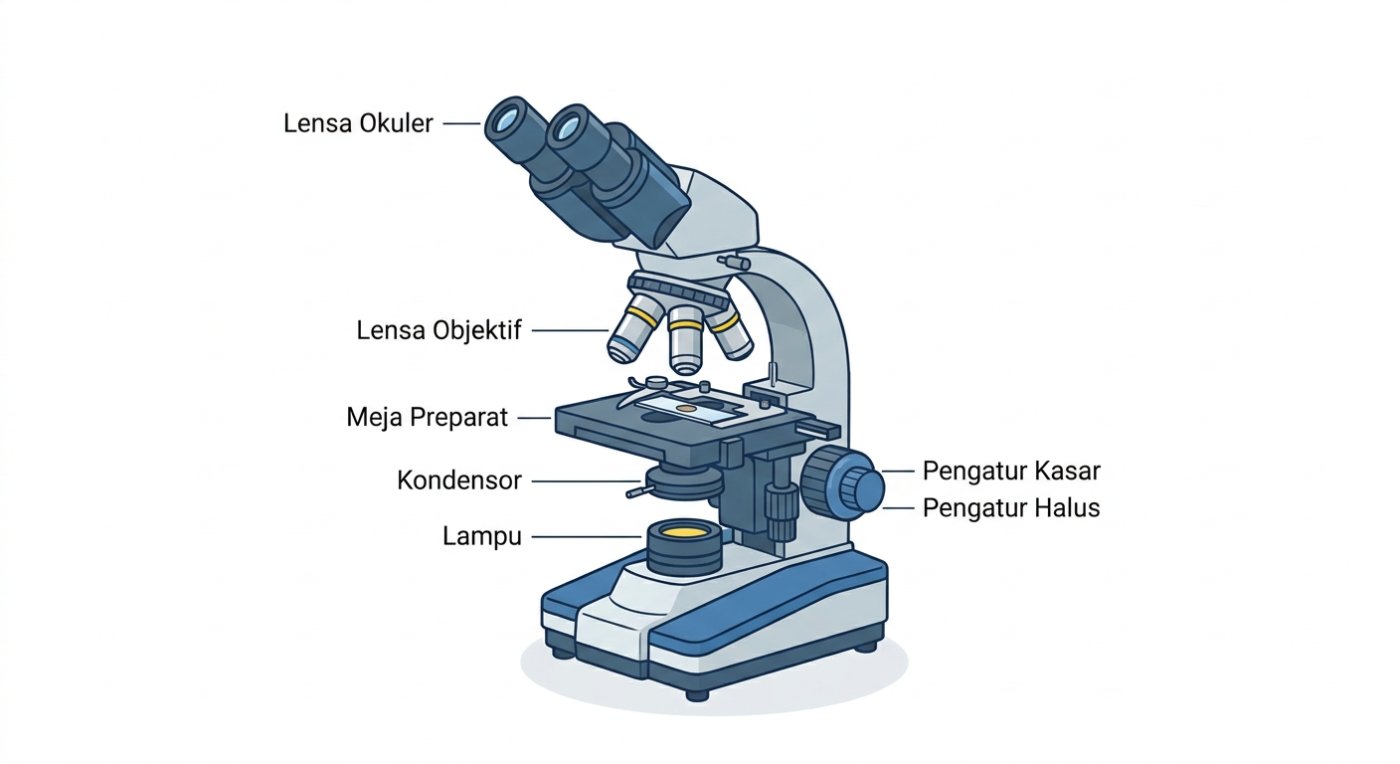 Lensa Okuler
Lensa Objektif
Meja Preparat
Kondensor
Lampu
Pengatur Kasar
Pengatur Halus